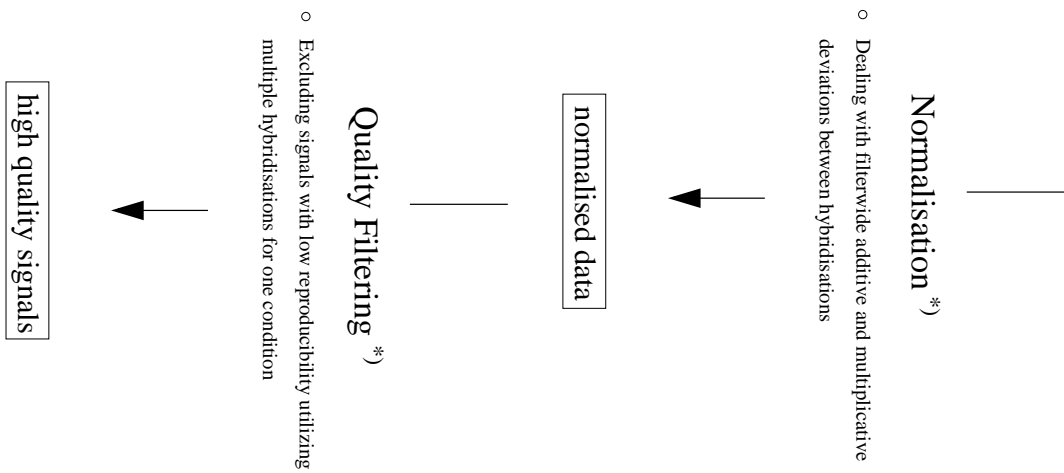 Normalisation *)
○ Dealing with filterwide additive and multiplicative
deviations between hybridisations
normalised data
Quality Filtering *)
○ Excluding signals with low reproducibility utilizing
multiple hybridisations for one condition
high quality signals